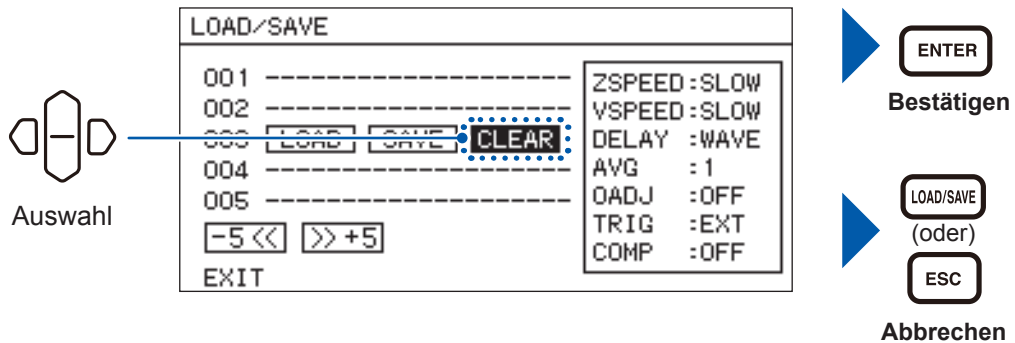 LOAD/SAVE
001 ----------------------
002 ----------------------
003 LOAD SAVE CLEAR
004 ----------------------
005 ----------------------
-5 << >> +5
EXIT
ZSPEED:SLOW
VSPEED:SLOW
DELAY :WAVE
AVG :1
OADJ :OFF
TRIG :EXT
COMP :OFF
Auswahl
ENTER
Bestätigen
LOAD/SAVE
(oder)
ESC
Abbrechen